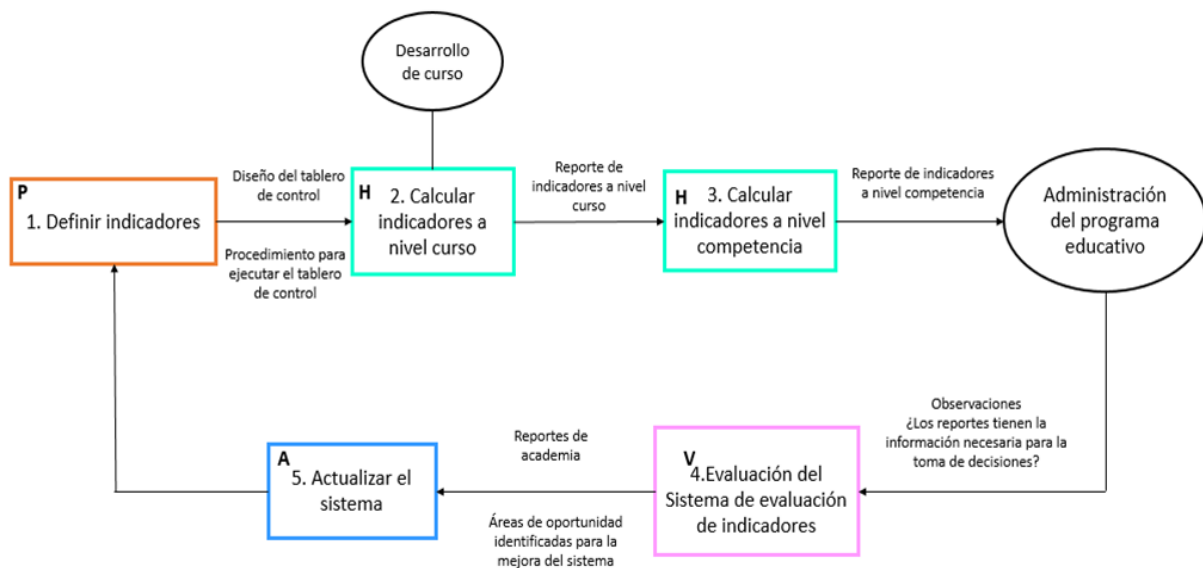 Desarrollo
de curso
P
1. Definir indicadores
Diseño del tablero
de control
Procedimiento para
ejecutar el tablero
de control
H
2. Calcular
indicadores a
nivel curso
Reporte de
indicadores a nivel
curso
H
3. Calcular
indicadores a nivel
competencia
Reporte de indicadores
a nivel competencia
Administración
del programa
educativo
Observaciones
¿Los reportes tienen la
información necesaria para la
toma de decisiones?
V
4.Evaluación del
Sistema de evaluación
de indicadores
Reportes de
academia
Áreas de oportunidad
identificadas para la
mejora del sistema
A
5. Actualizar el
sistema